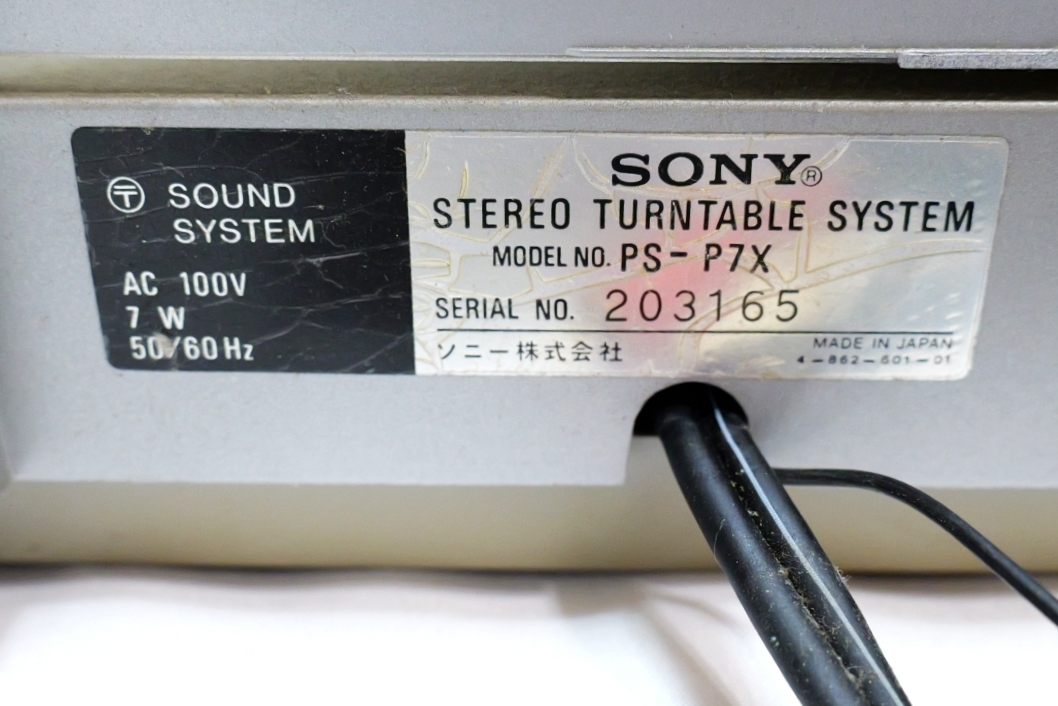 〒 SOUND
SYSTEM
AC 100V
7 W
50/60 Hz
SONY®
STEREO TURNTABLE SYSTEM
MODEL NO. PS-P7X
SERIAL NO. 203165
ソニー株式会社
MADE IN JAPAN
4-862-601-01